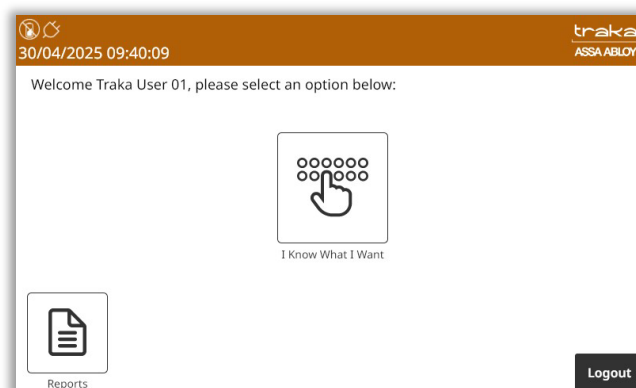 traka
30/04/2025 09:40:09
ASSA ABLOY
Welcome Traka User 01, please select an option below:
I Know What I Want
Reports
Logout